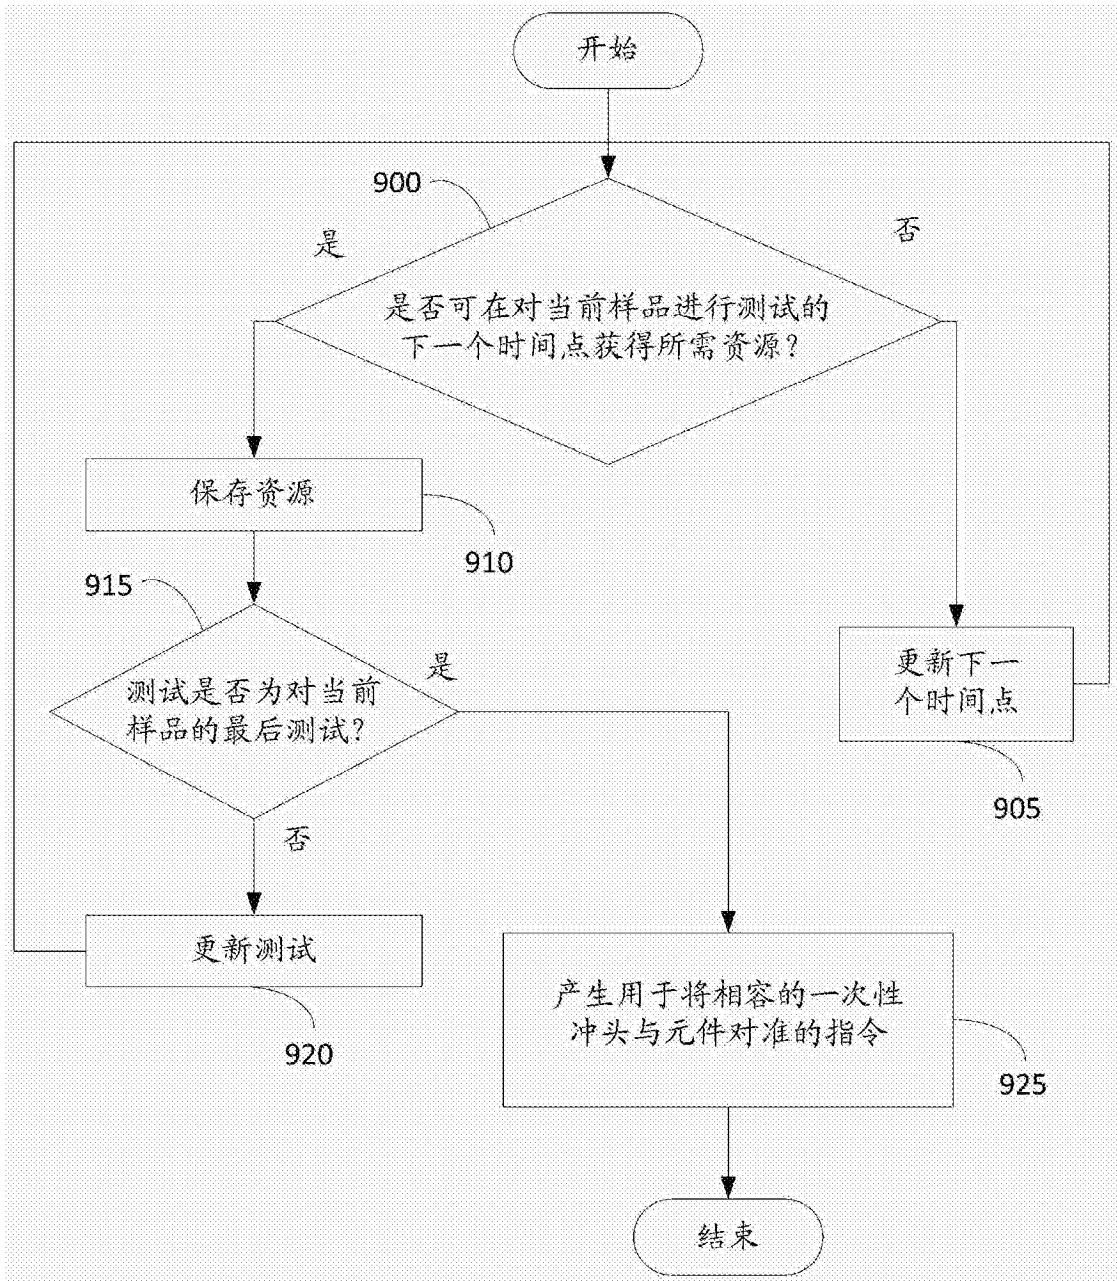 开始
900
是
否
是否可在对当前样品进行测试的
下一个时间点获得所需资源?
保存资源
910
915
测试是否为对当前
样品的最后测试?
是
更新下一
个时间点
905
否
更新测试
920
产生用于将相容的一次性
冲头与元件对准的指令
925
结束